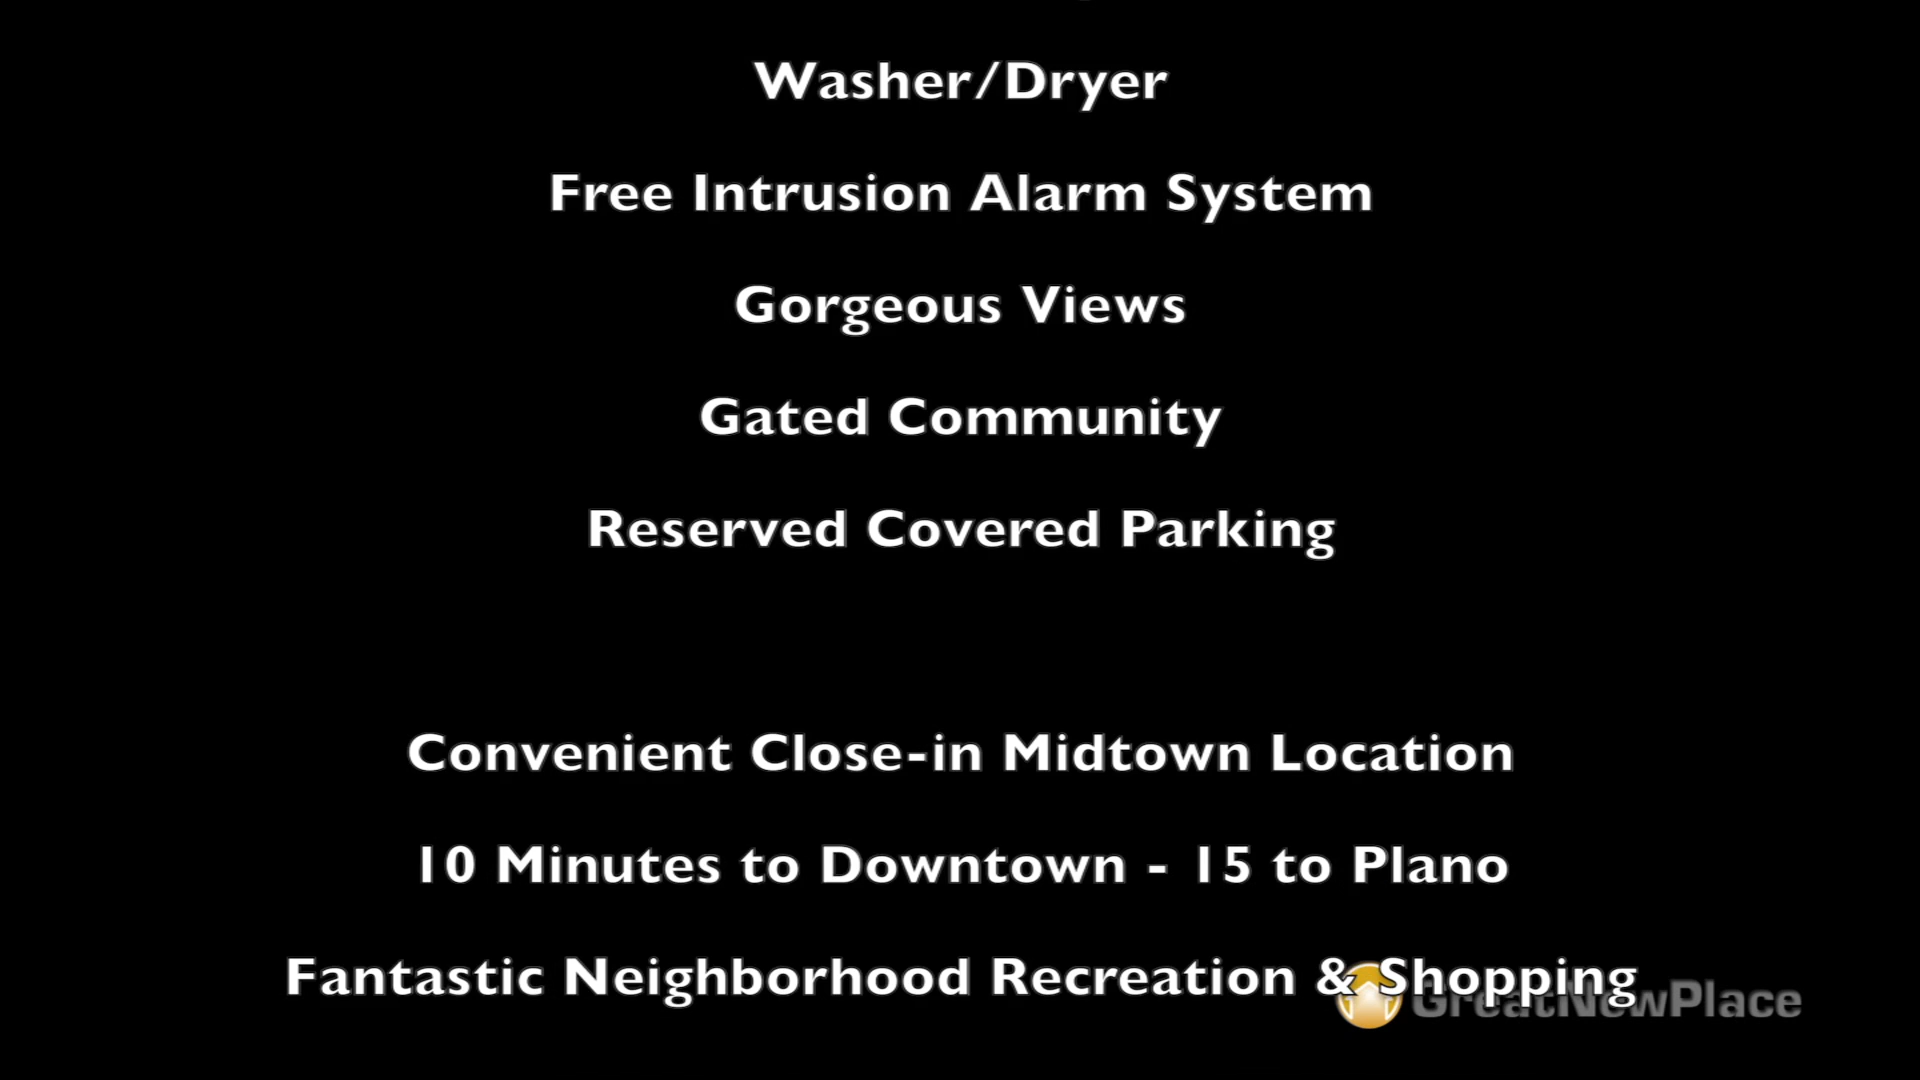 Washer/Dryer
Free Intrusion Alarm System
Gorgeous Views
Gated Community
Reserved Covered Parking
Convenient Close-in Midtown Location
10 Minutes to Downtown - 15 to Plano
Fantastic Neighborhood Recreation & Shopping
GreatNewPlace